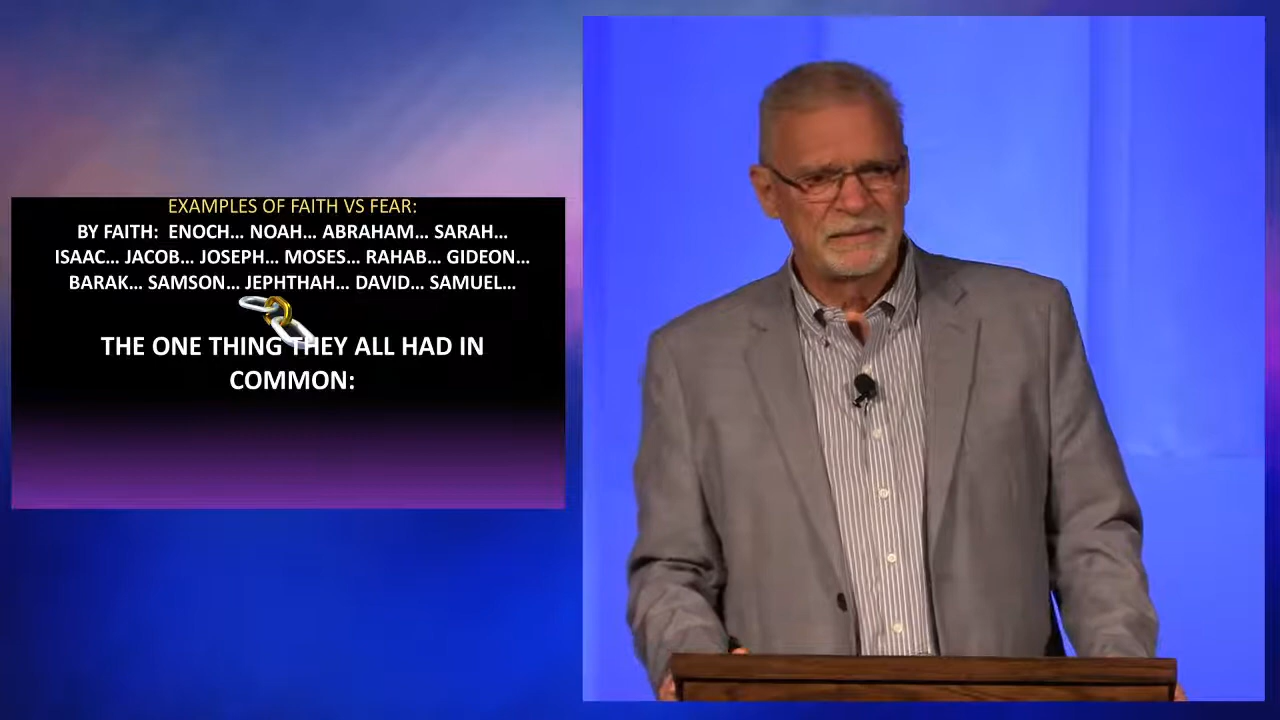 EXAMPLES OF FAITH VS FEAR:
BY FAITH:  ENOCH... NOAH... ABRAHAM... SARAH...
ISAAC... JACOB... JOSEPH... MOSES... RAHAB... GIDEON...
BARAK... SAMSON... JEPHTHAH... DAVID... SAMUEL...
THE ONE THING THEY ALL HAD IN
COMMON: